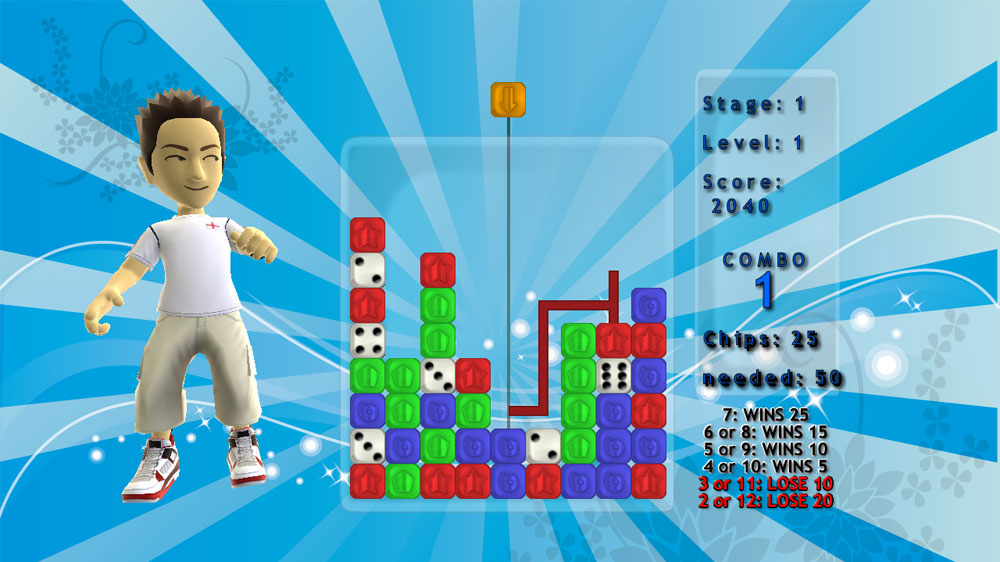 Stage: 1
Level: 1
Score:
2040
COMBO
1
Chips: 25
needed: 50
7: WINS 25
6 or 8: WINS 15
5 or 9: WINS 10
4 or 10: WINS 5
3 or 11: LOSE 10
2 or 12: LOSE 20